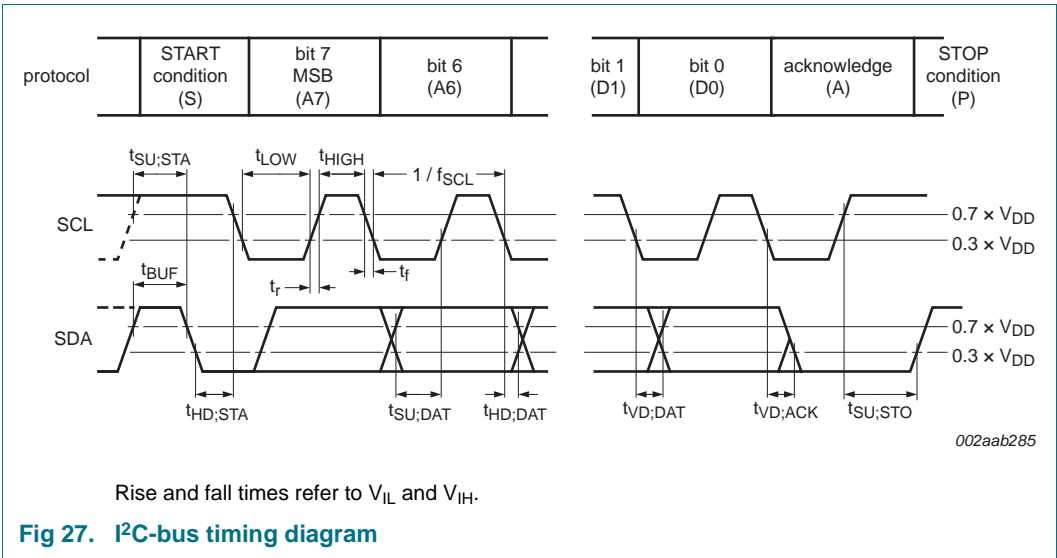 protocol
START
condition
(S)
bit 7
MSB
(A7)
bit 6
(A6)
bit 1
(D1)
bit 0
(D0)
acknowledge
(A)
STOP
condition
(P)
tSU;STA
tLOW
tHIGH
1 / fSCL
SCL
0.7 × VDD
0.3 × VDD
tBUF
tr
tf
SDA
0.7 × VDD
0.3 × VDD
tHD;STA
tSU;DAT
tHD;DAT
tVD;DAT
tVD;ACK
tSU;STO
002aab285
Rise and fall times refer to VIL and VIH.
Fig 27. I²C-bus timing diagram